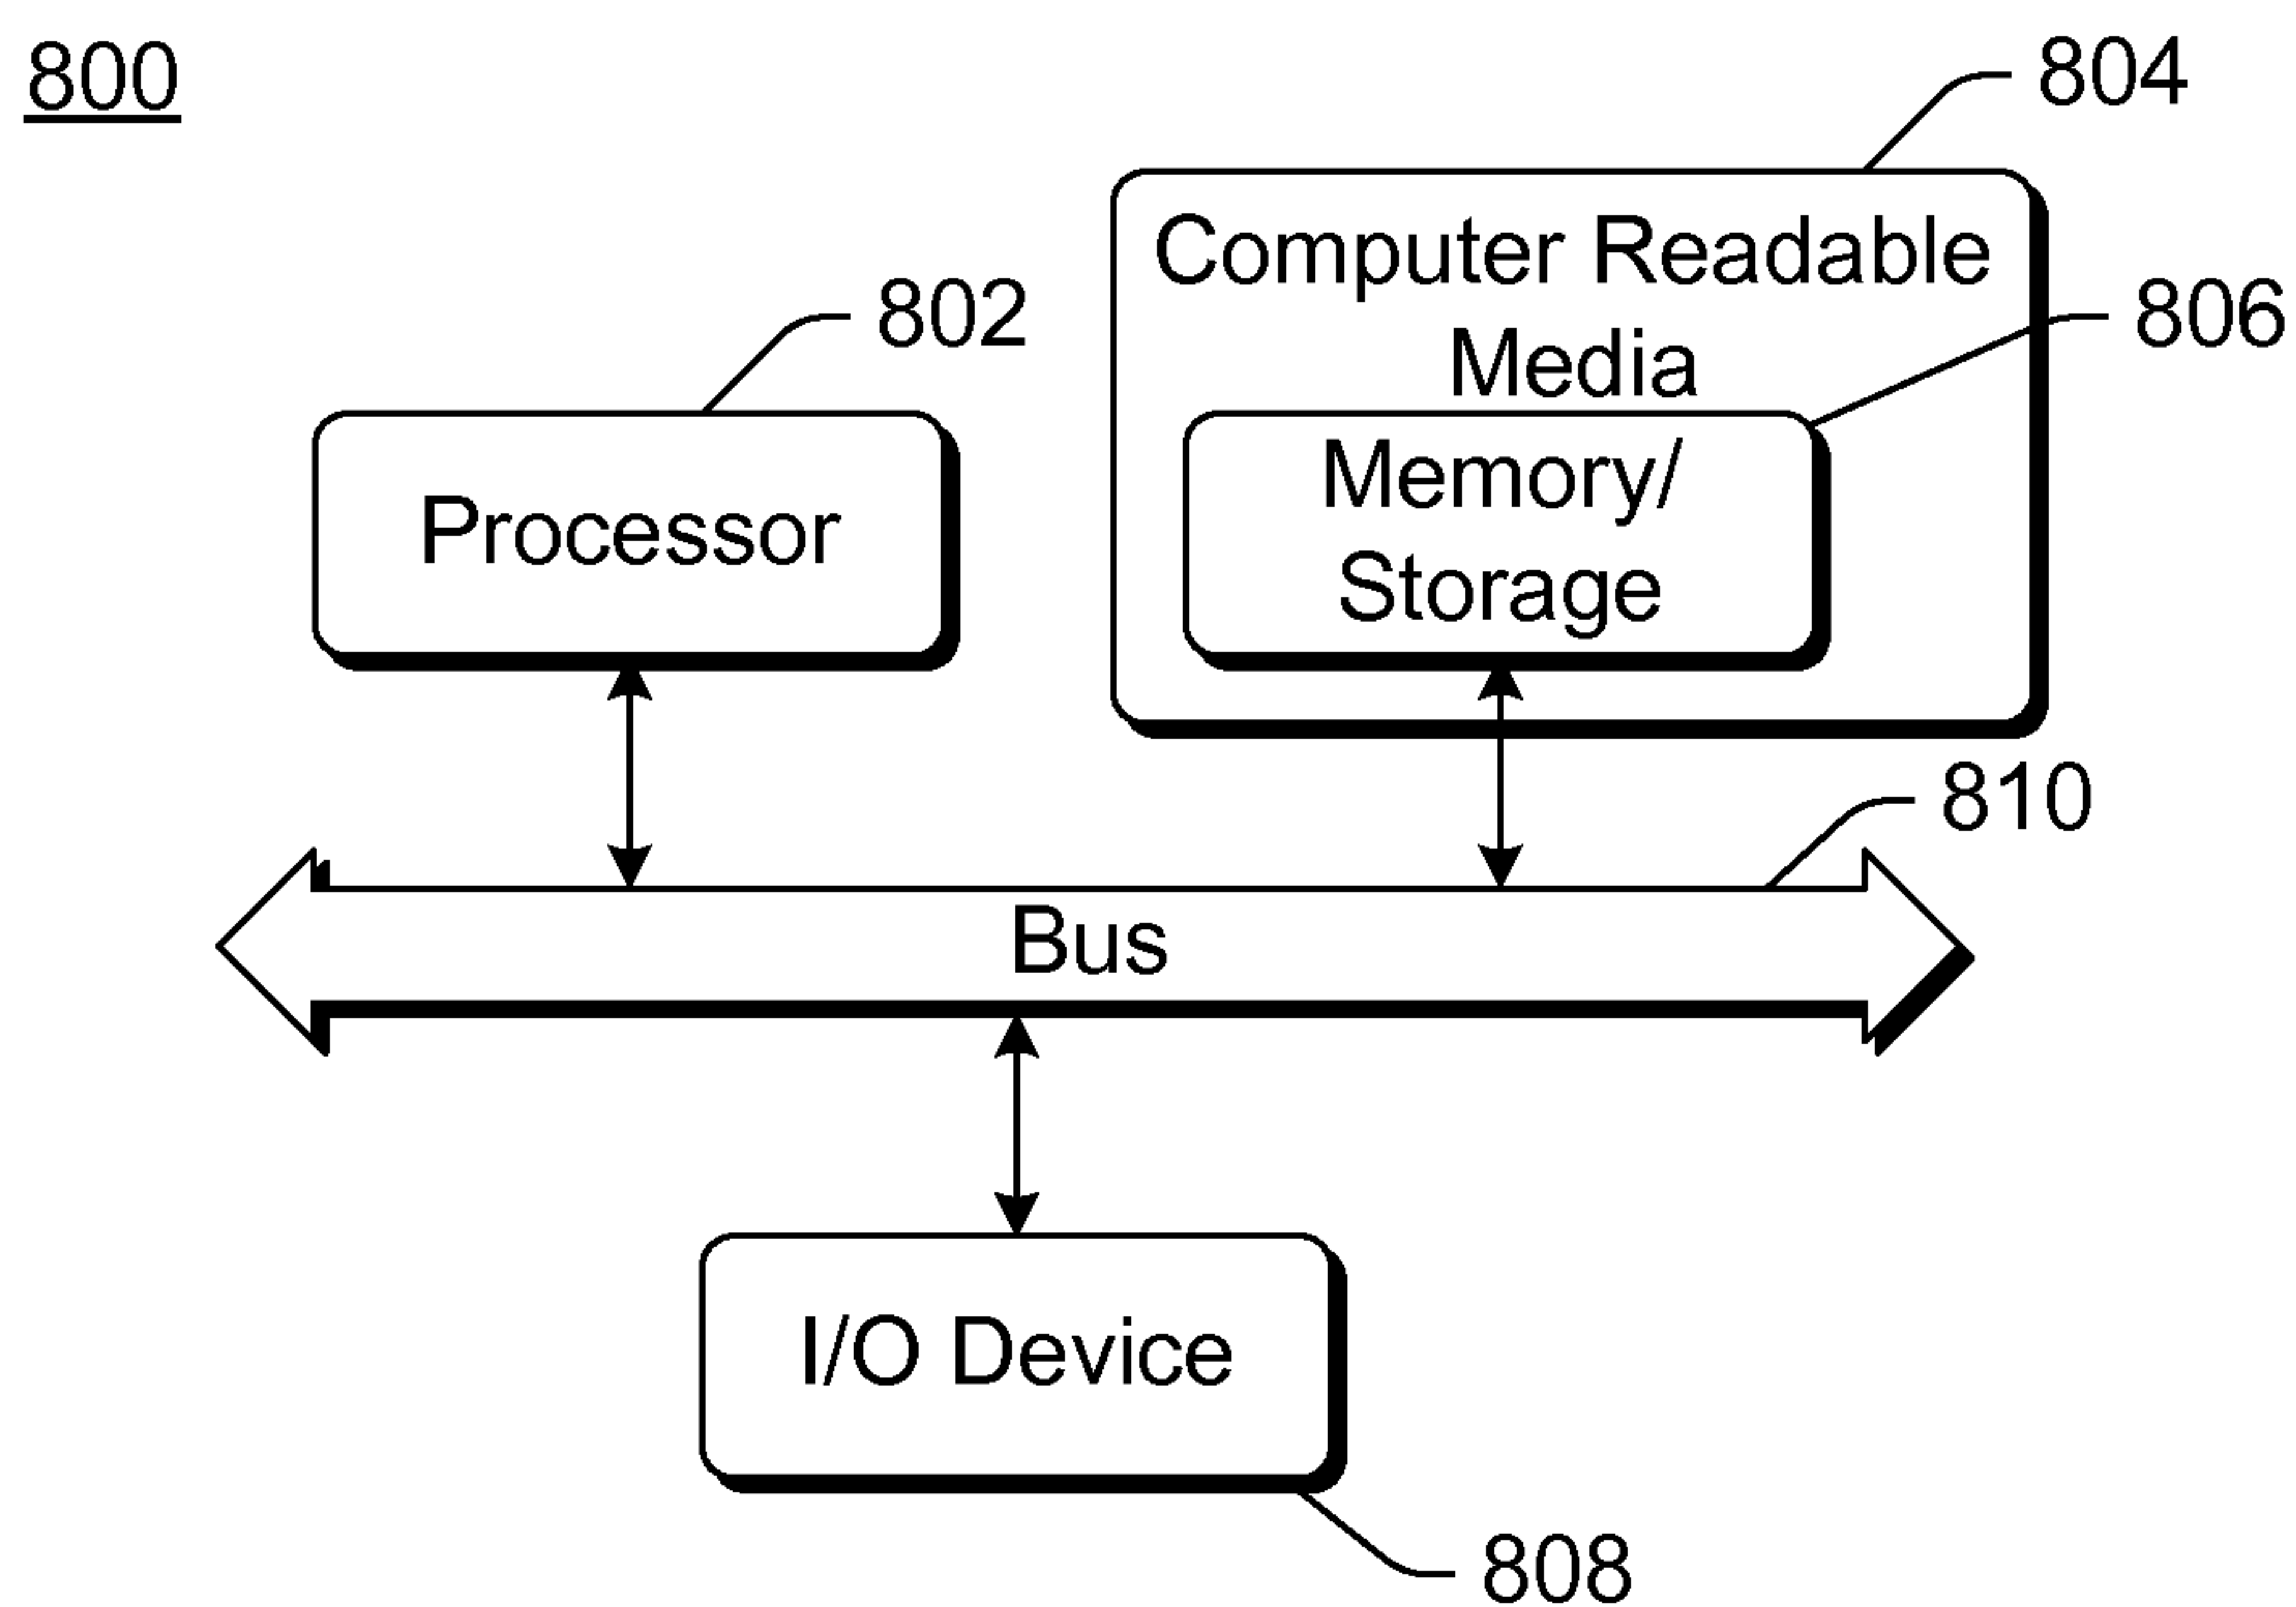 800
804
Computer Readable
Media
806
802
Memory/
Storage
Processor
810
Bus
I/O Device
808